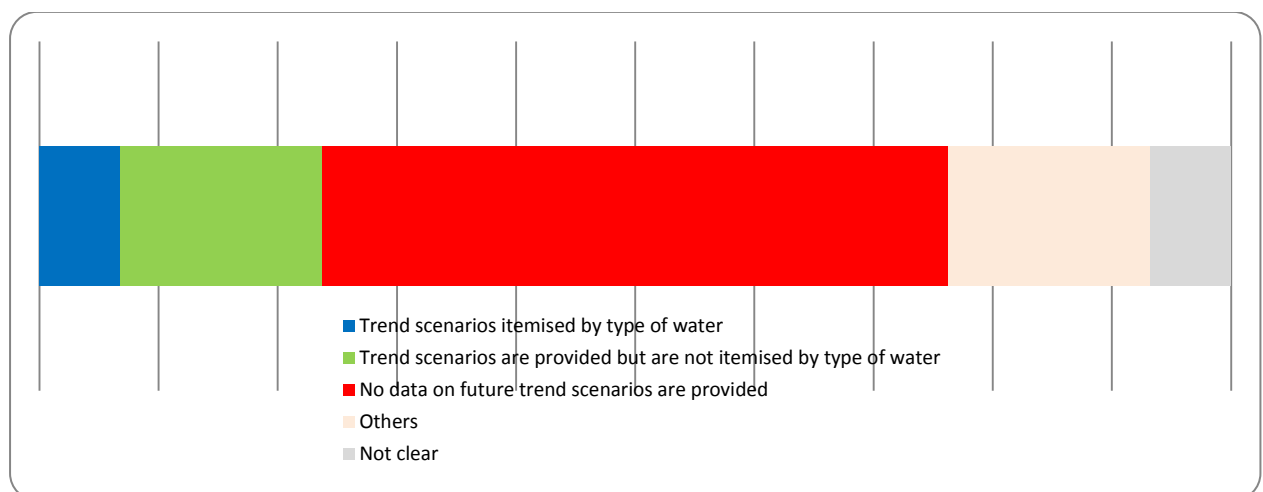 Trend scenarios itemised by type of water
Trend scenarios are provided but are not itemised by type of water
No data on future trend scenarios are provided
Others
Not clear